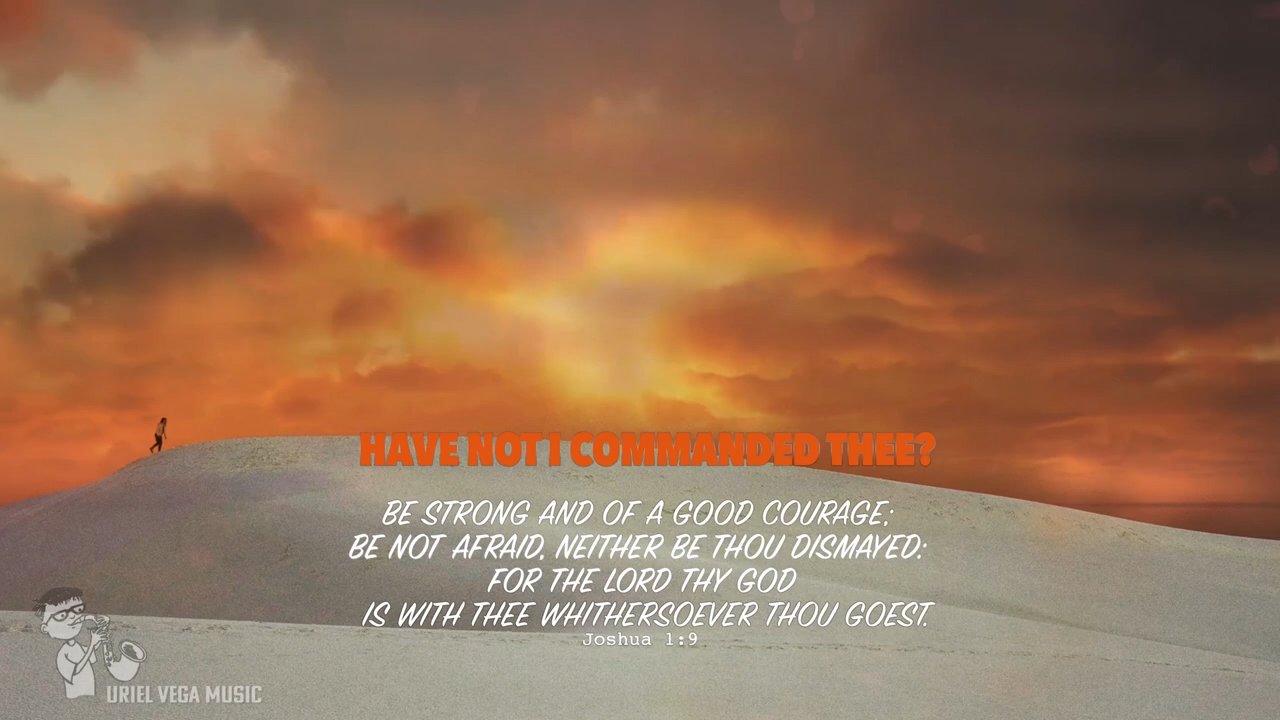 HAVE NOT I COMMANDED THEE?
BE STRONG AND OF A GOOD COURAGE;
BE NOT AFRAID, NEITHER BE THOU DISMAYED:
FOR THE LORD THY GOD
IS WITH THEE WHITHERSOEVER THOU GOEST.
Joshua 1:9
URIEL VEGA MUSIC